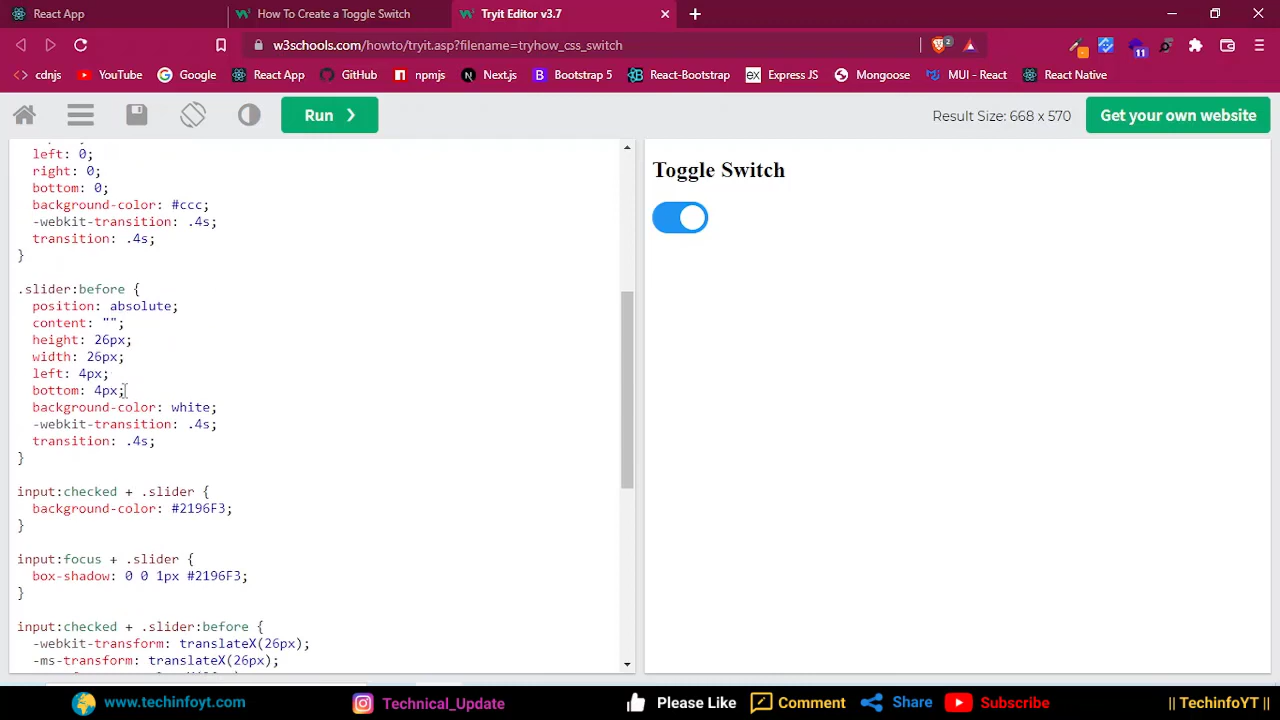 React App
How To Create a Toggle Switch
Tryit Editor v3.7
w3schools.com/howto/tryit.asp?filename=tryhow_css_switch
2
11
<> cdnjs
YouTube
Google
React App
GitHub
npmjs
Next.js
Bootstrap 5
React-Bootstrap
ex Express JS
Mongoose
MUI - React
React Native
Run ❯
Result Size: 668 x 570
Get your own website
left: 0;
right: 0;
bottom: 0;
background-color: #ccc;
-webkit-transition: .4s;
transition: .4s;
}
.slider:before {
position: absolute;
content: "";
height: 26px;
width: 26px;
left: 4px;
bottom: 4px;
background-color: white;
-webkit-transition: .4s;
transition: .4s;
}
input:checked + .slider {
background-color: #2196F3;
}
input:focus + .slider {
box-shadow: 0 0 1px #2196F3;
}
input:checked + .slider:before {
-webkit-transform: translateX(26px);
-ms-transform: translateX(26px);
Toggle Switch
www.techinfoyt.com
Technical_Update
Please Like
Comment
Share
Subscribe
|| TechinfoYT ||